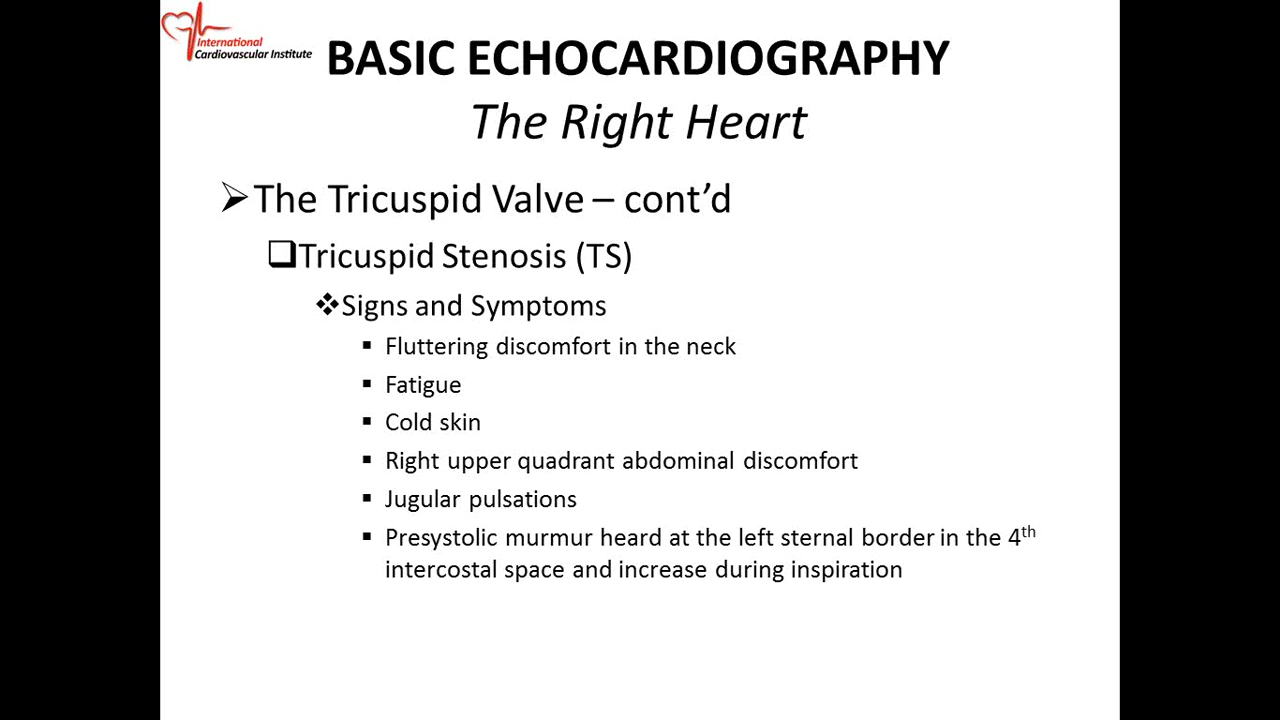 International
Cardiovascular Institute
BASIC ECHOCARDIOGRAPHY
The Right Heart
The Tricuspid Valve – cont’d
Tricuspid Stenosis (TS)
Signs and Symptoms
Fluttering discomfort in the neck
Fatigue
Cold skin
Right upper quadrant abdominal discomfort
Jugular pulsations
Presystolic murmur heard at the left sternal border in the 4th
intercostal space and increase during inspiration